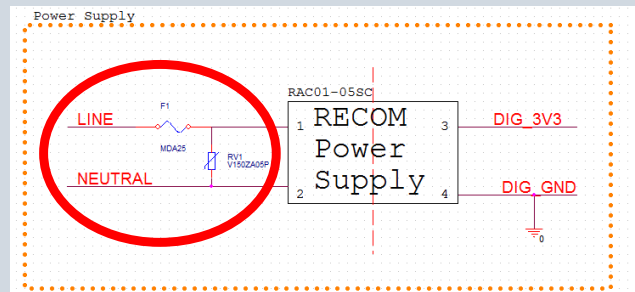 Power Supply
RAC01-05SC
F1
LINE
MDA25
RV1
V150ZA05P
NEUTRAL
1
2
RECOM
Power
Supply
3
4
DIG_3V3
DIG_GND
0